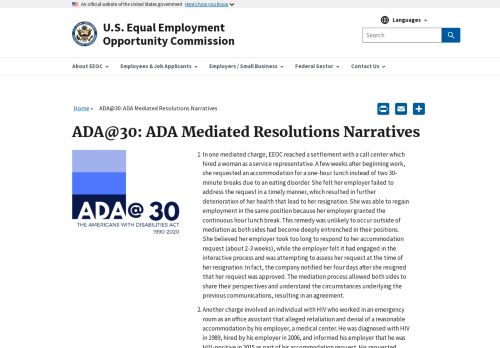 An official website of the United States government Here's how you know
U.S. Equal Employment
Opportunity Commission
Languages
Search
About EEOC
Employees & Job Applicants
Employers / Small Business
Federal Sector
Contact Us
Home » ADA@30: ADA Mediated Resolutions Narratives
ADA@30: ADA Mediated Resolutions Narratives
ADA@30
THE AMERICANS WITH DISABILITIES ACT
1990-2020
1. In one mediated charge, EEOC reached a settlement with a call center which
hired a woman as a service representative. A few weeks after beginning work,
she requested an accommodation for a one-hour lunch instead of two 30-
minute breaks due to an eating disorder. She felt her employer failed to
address the request in a timely manner, which resulted in further
deterioration of her health that lead to her resignation. She was able to regain
employment in the same position because her employer granted the
continuous hour lunch break. This remedy was unlikely to occur outside of
mediation as both sides had become deeply entrenched in their positions.
She believed her employer took too long to respond to her accommodation
request (about 2-3 weeks), while the employer felt it had engaged in the
interactive process and was attempting to assess her request at the time of
her resignation. In fact, the company notified her four days after she resigned
that her request was approved. The mediation process allowed both sides to
share their perspectives and understand the circumstances underlying the
previous communications, resulting in an agreement.
2. Another charge involved an individual with HIV who worked in an emergency
room as an office assistant that alleged retaliation and denial of a reasonable
accommodation by his employer, a medical center. He was diagnosed with HIV
in 1989, hired by his employer in 2006, and informed his employer that he was
HIV-positive in 2015 as part of his accommodation request. His requested